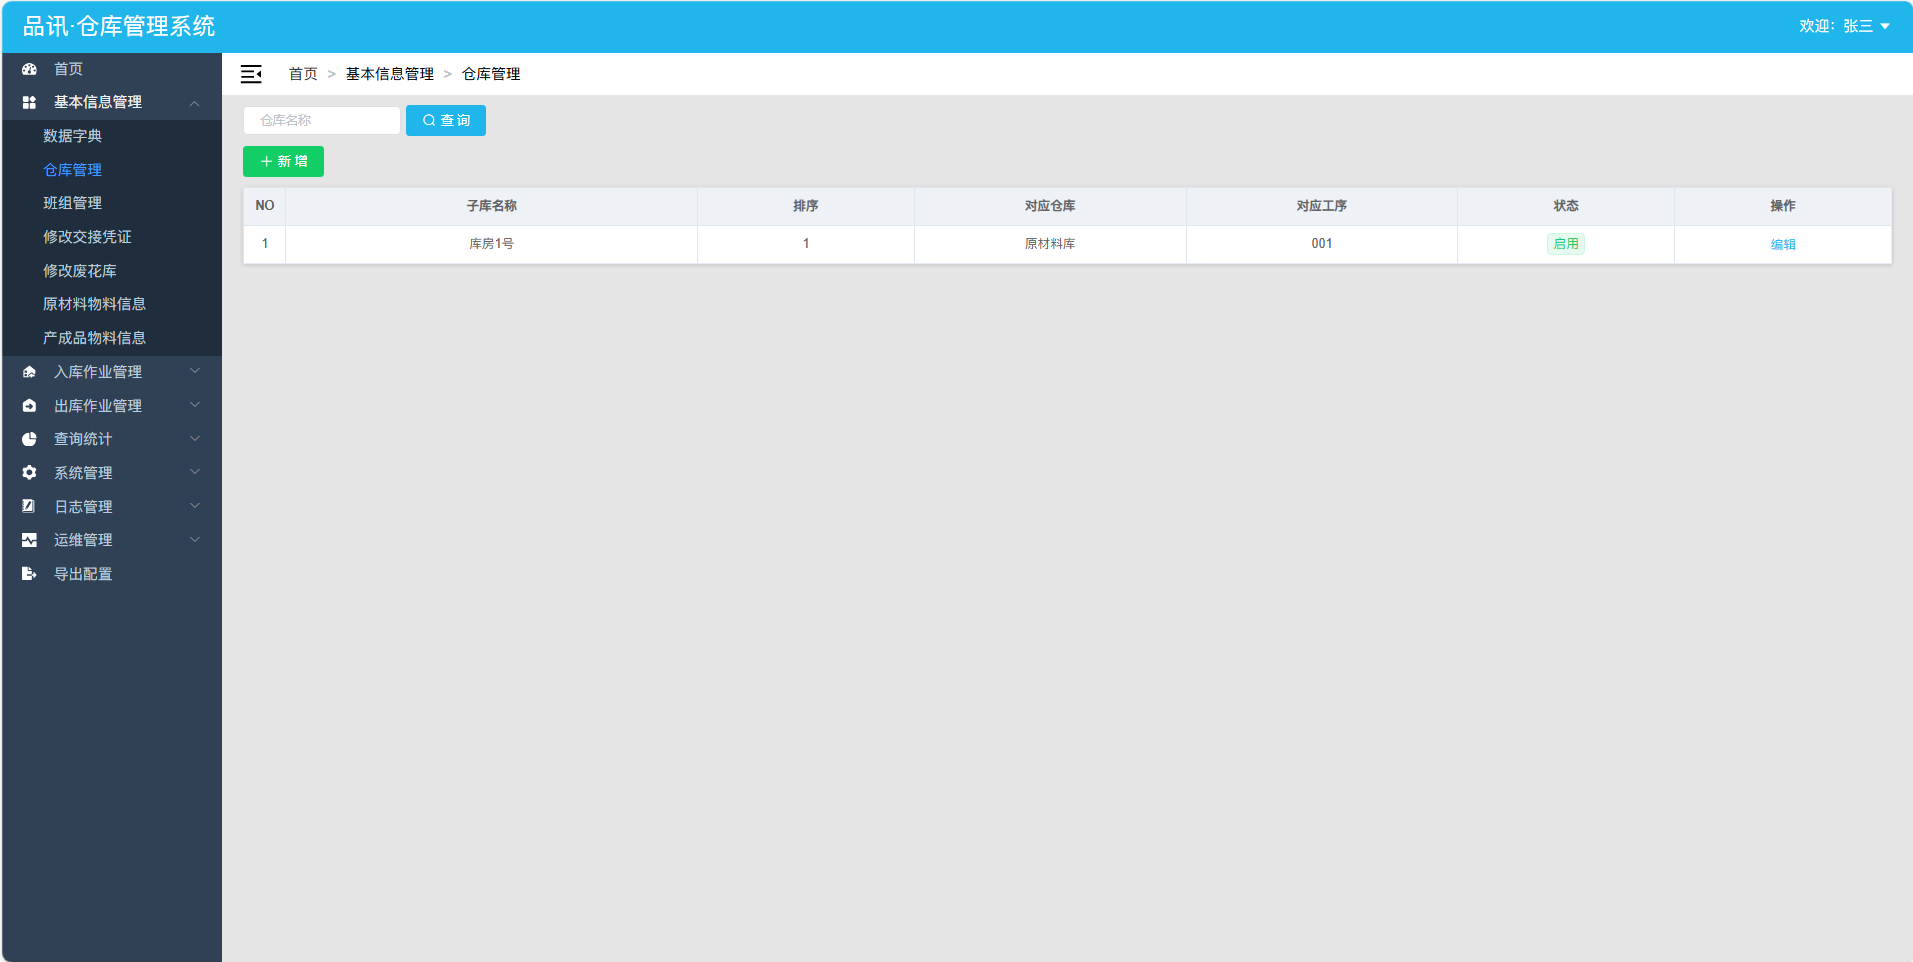 品讯·仓库管理系统
欢迎：张三
首页
基本信息管理
数据字典
仓库管理
班组管理
修改交接凭证
修改废花库
原材料物料信息
产成品物料信息
入库作业管理
出库作业管理
查询统计
系统管理
日志管理
运维管理
导出配置
首页 > 基本信息管理 > 仓库管理
仓库名称 查询
新增
NO 子库名称 排序 对应仓库 对应工序 状态 操作
1 库房1号 1 原材料库 001 启用 编辑